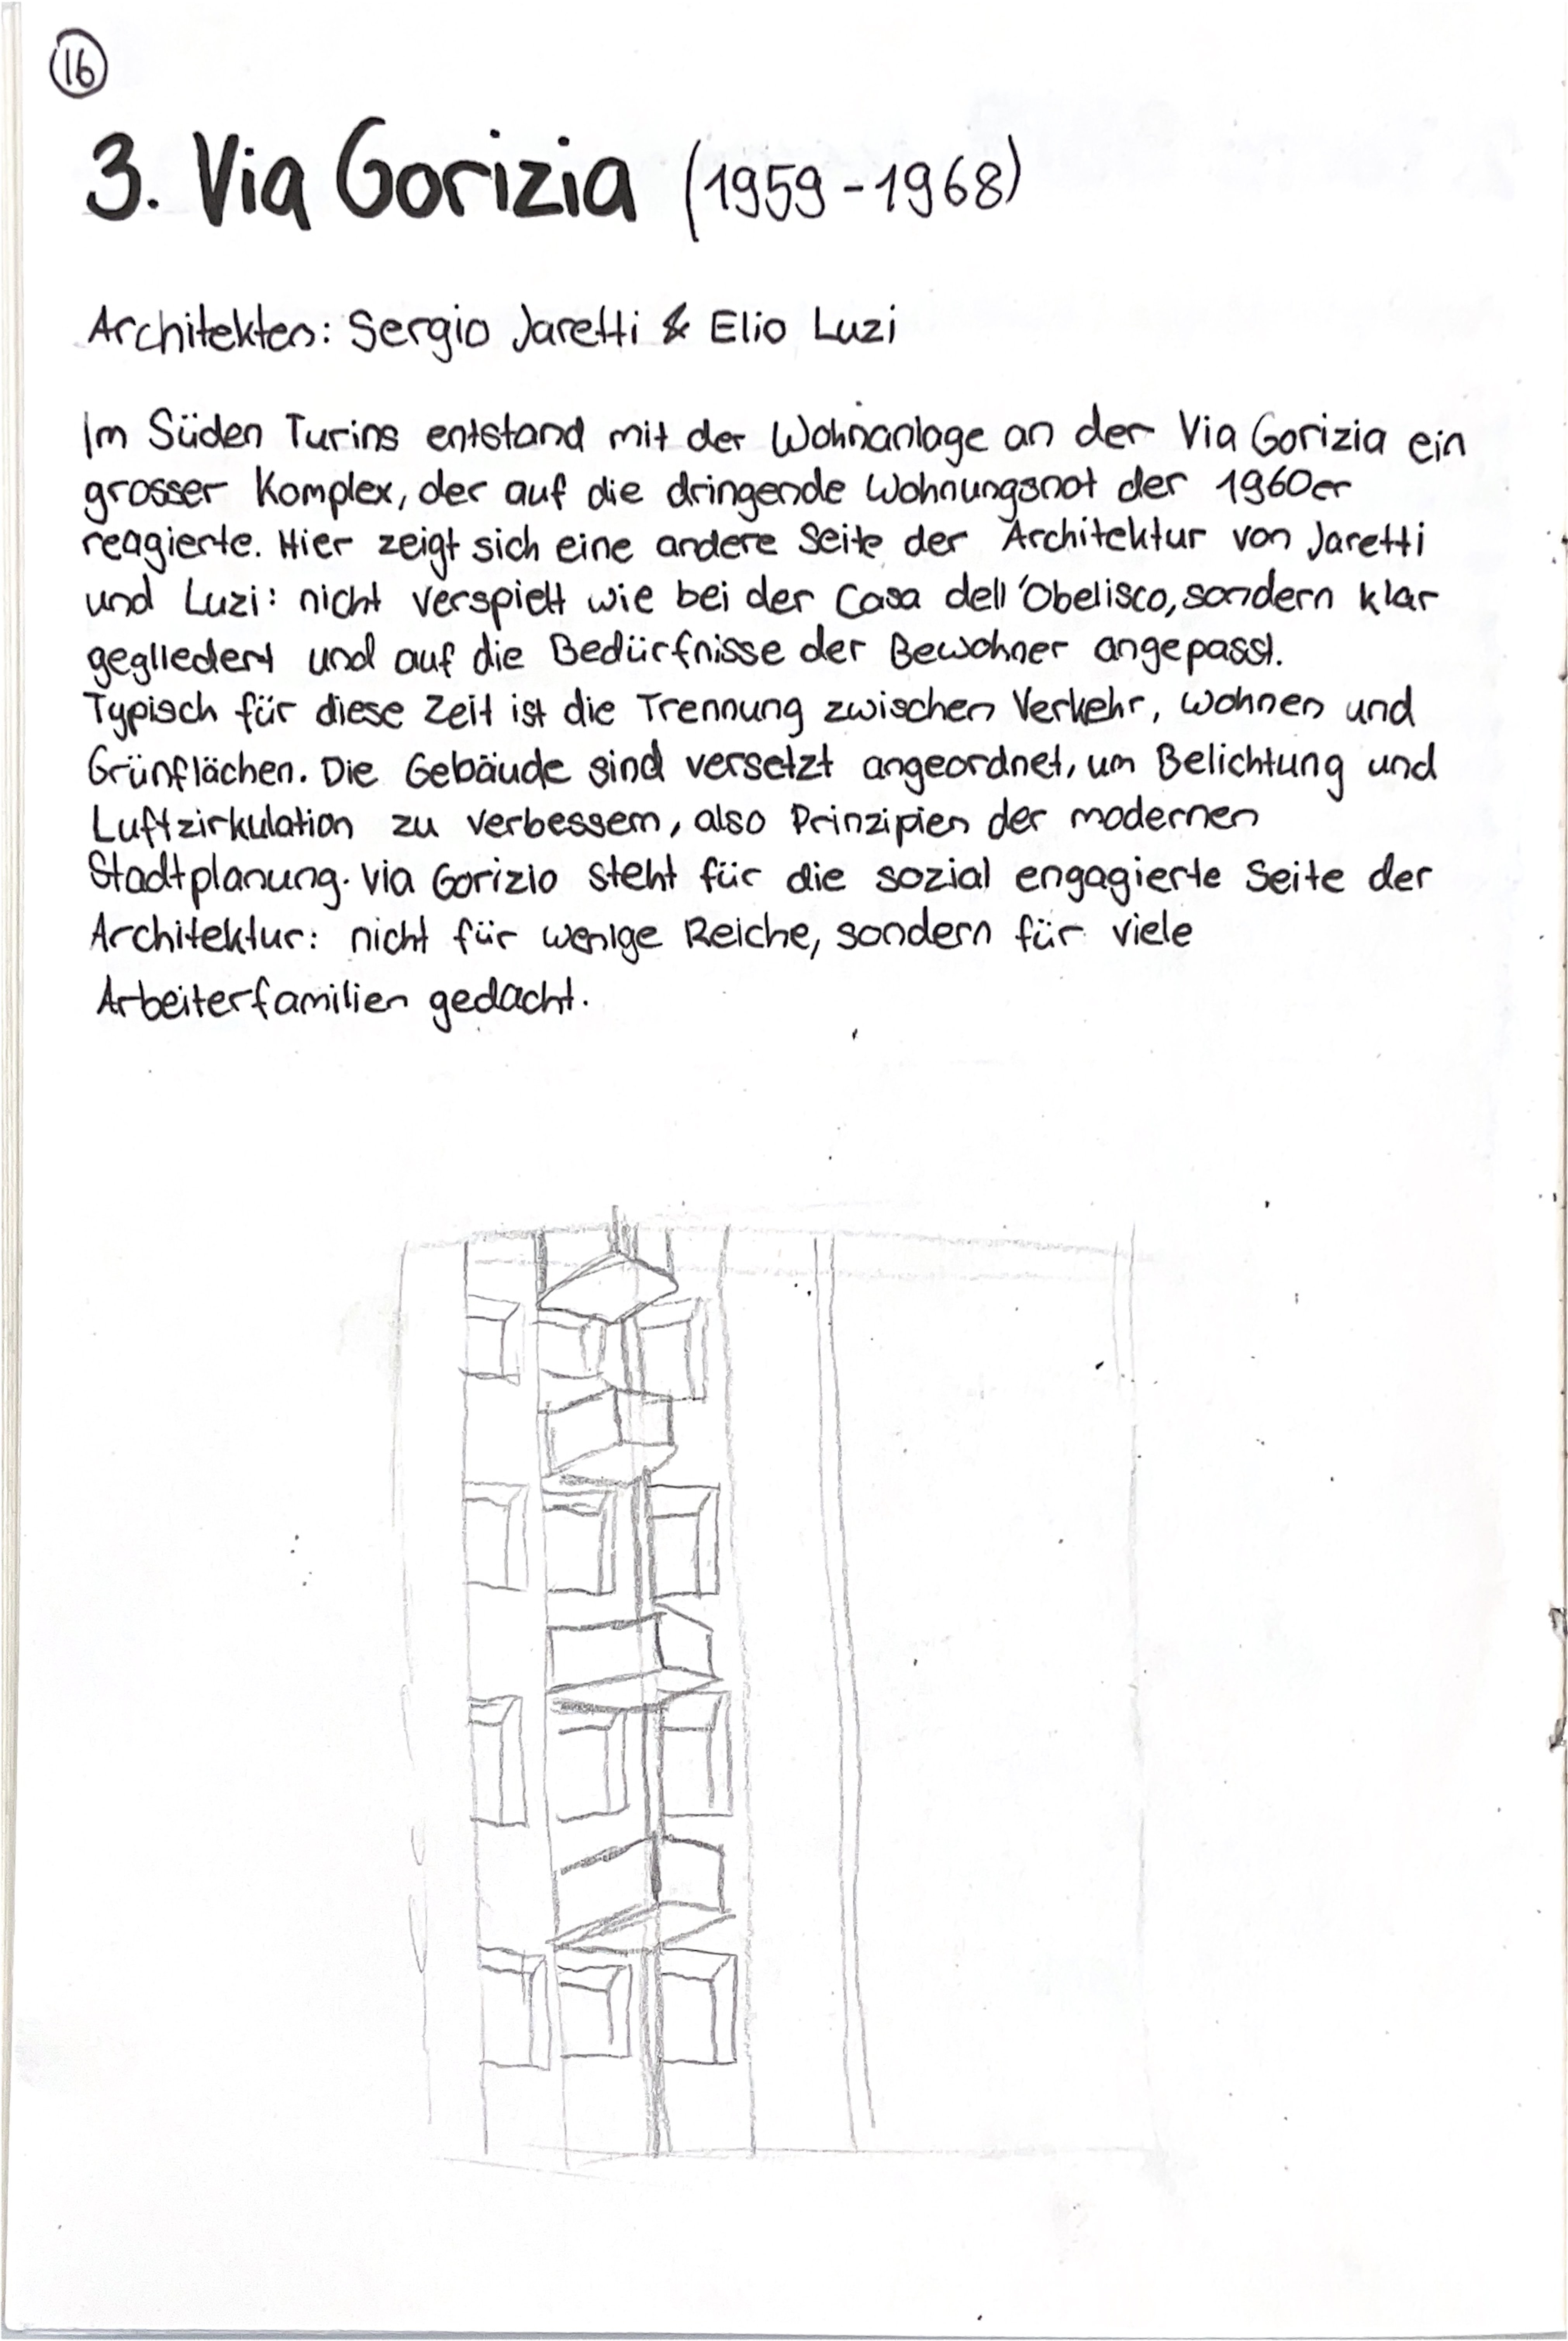 16
3. Via Gorizia (1959-1968)
Architekten: Sergio Jaretti & Elio Luzi
Im Süden Turins entstand mit der Wohnanlage an der Via Gorizia ein
grosser Komplex, der auf die dringende Wohnungsnot der 1960er
reagierte. Hier zeigt sich eine andere Seite der Architektur von Jaretti
und Luzi: nicht verspielt wie bei der Casa dell'Obelisco, sondern klar
gegliedert und auf die Bedürfnisse der Bewohner angepasst.
Typisch für diese Zeit ist die Trennung zwischen Verkehr, Wohnen und
Grünflächen. Die Gebäude sind versetzt angeordnet, um Belichtung und
Luftzirkulation zu verbessern, also Prinzipien der modernen
Stadtplanung. Via Gorizio steht für die sozial engagierte Seite der
Architektur: nicht für wenige Reiche, sondern für viele
Arbeiterfamilien gedacht.